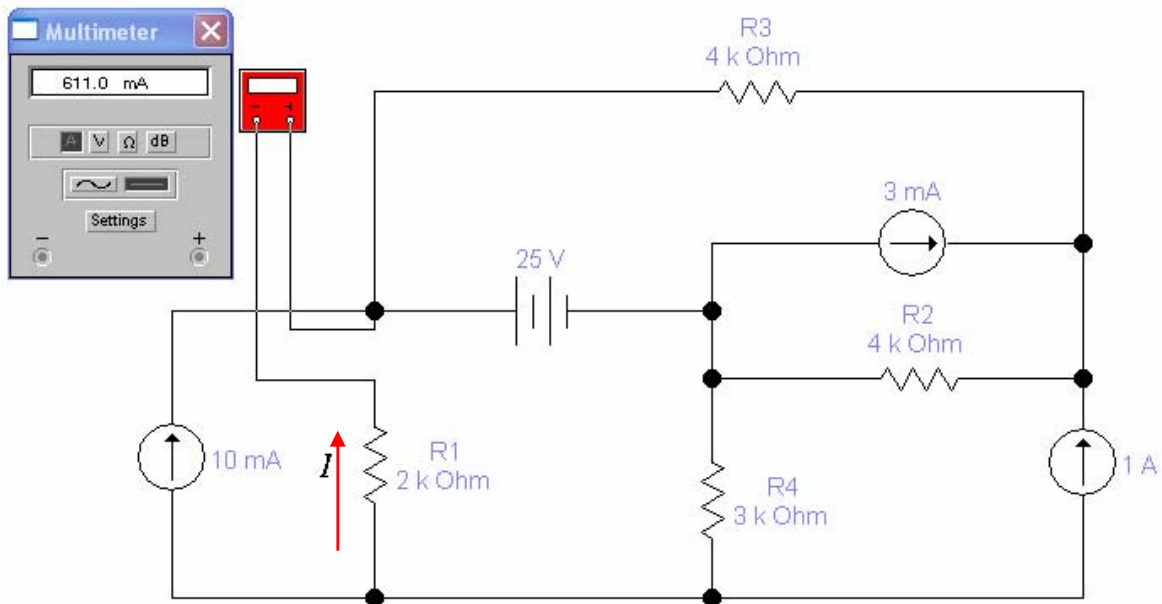 Multimeter
611.0 mA
A V Ω dB
Settings
− +
− +
R3
4 k Ohm
3 mA
25 V
R2
4 k Ohm
10 mA
I
R1
2 k Ohm
R4
3 k Ohm
1 A